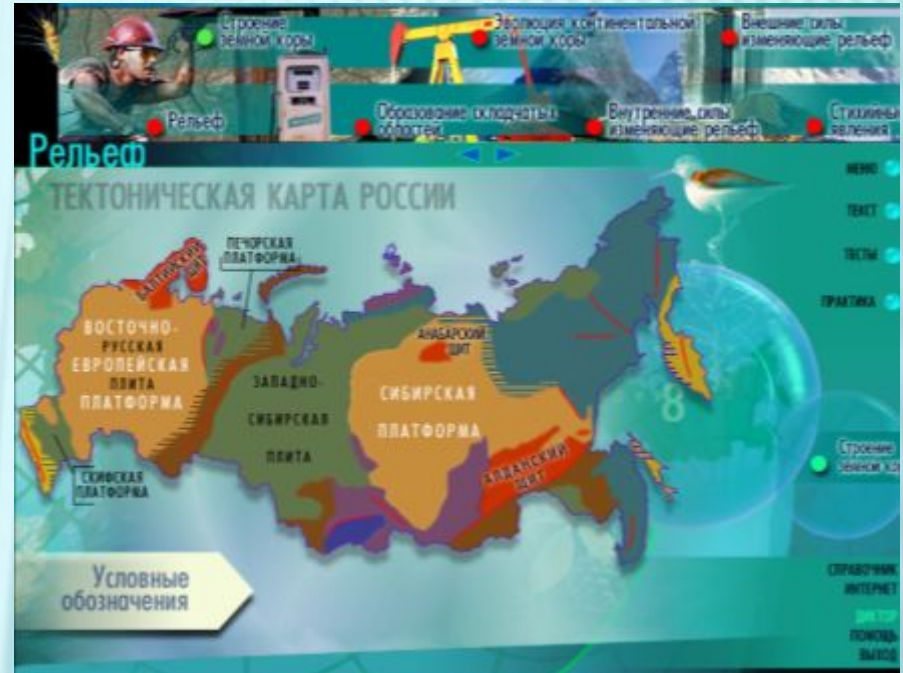 Строение
земной коры
Эволюция континентальной
земной коры
Внешние силы
изменяющие рельеф
Рельеф
Образование складчатых
областей
Внутренние силы
изменяющие рельеф
Стихийны
явления
Рельеф
МЕНЮ
ТЕКСТ
ТЕСТЫ
ПРАКТИКА
ТЕКТОНИЧЕСКАЯ КАРТА РОССИИ
ПЕЧОРСКАЯ
ПЛАТФОРМА
БАЛТИЙСКИЙ
ЩИТ
ВОСТОЧНО-
РУССКАЯ
ЕВРОПЕЙСКАЯ
ПЛИТА
ПЛАТФОРМА
ЗАПАДНО-
СИБИРСКАЯ
ПЛИТА
АНАБАРСКИЙ
ЩИТ
СИБИРСКАЯ
ПЛАТФОРМА
АЛДАНСКИЙ
ЩИТ
СКИФСКАЯ
ПЛАТФОРМА
8
Строение
земной ко
Условные
обозначения
СПРАВОЧНИК
ИНТЕРНЕТ
ДИКТОР
ПОМОЩЬ
ВЫХОД